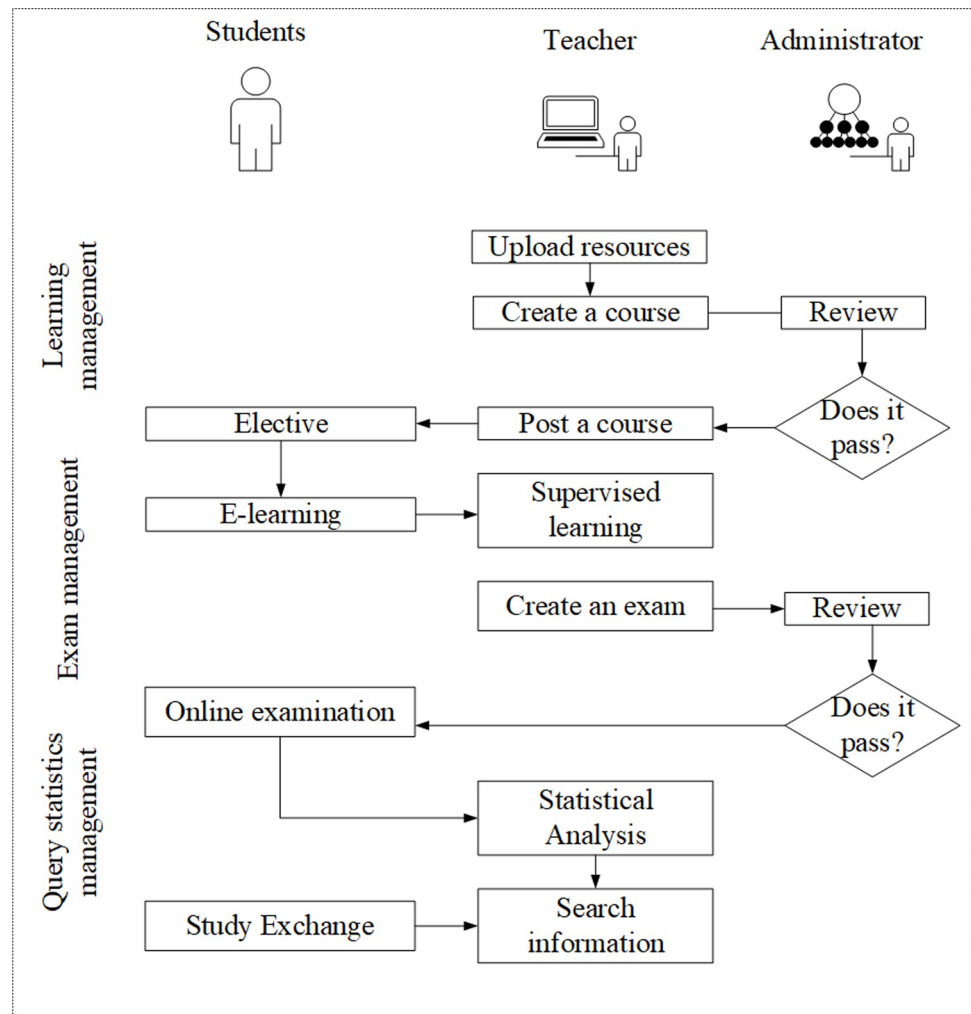 Students
Teacher
Administrator
Learning
management
Upload resources
Create a course
Review
Does it
pass?
Post a course
Elective
E-learning
Supervised
learning
Exam management
Create an exam
Review
Does it
pass?
Online examination
Query statistics
management
Statistical
Analysis
Study Exchange
Search
information